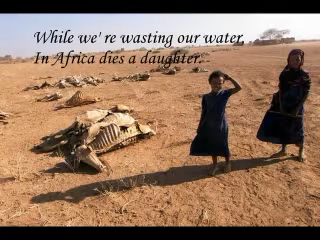 While we' re wasting our water,
In Africa dies a daughter.